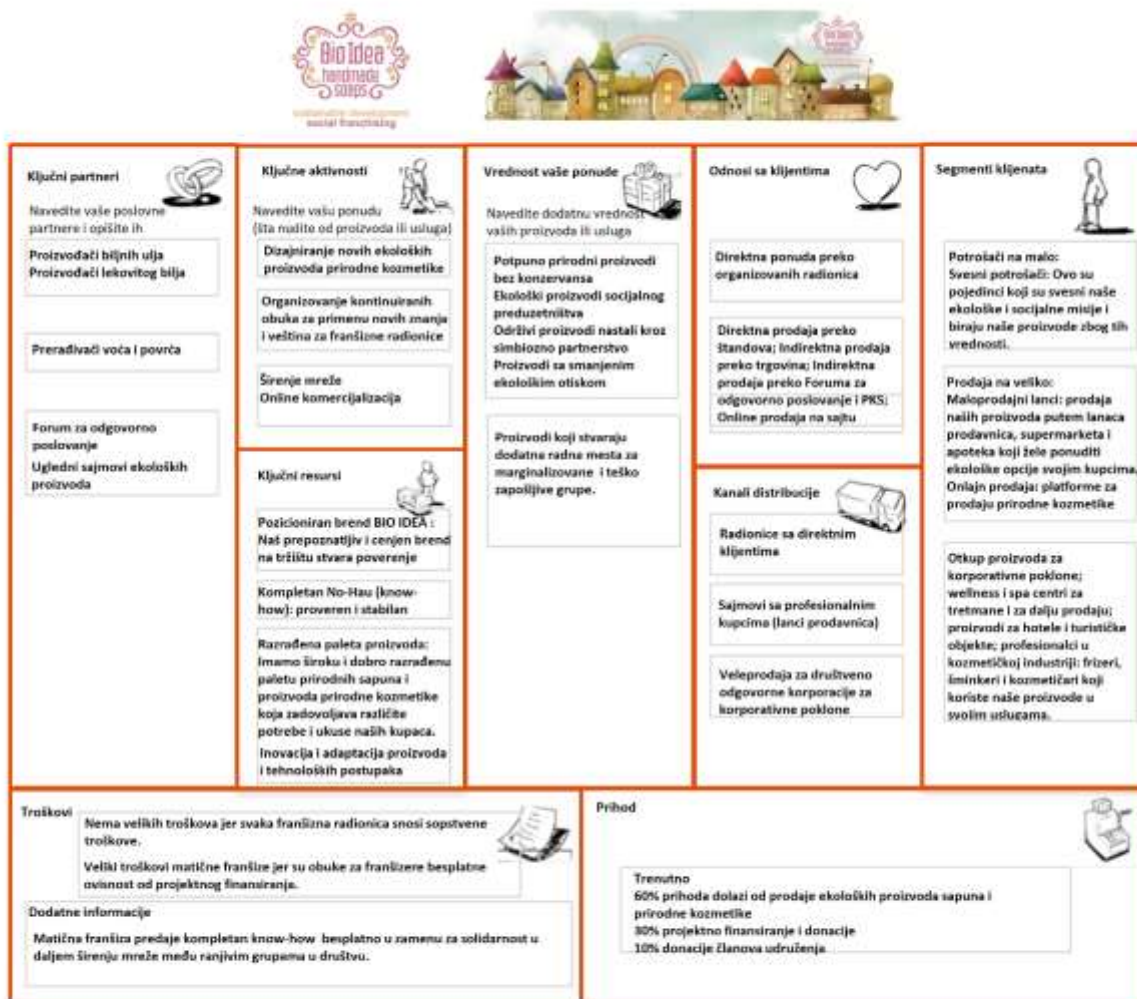 Bio Idea
handmade
soaps
sustainable development
social franchising
Bio Idea
Ključni partneri
Navedite vaše poslovne
partnere i opišite ih
Proizvođači biljnih ulja
Proizvođači lekovitog bilja
Prerađivači voća i povrća
Forum za odgovorno
poslovanje
Ugledni sajmovi ekoloških
proizvoda
Ključne aktivnosti
Navedite vašu ponudu
(šta nudite od proizvoda ili usluga)
Dizajniranje novih ekoloških
proizvoda prirodne kozmetike
Organizovanje kontinuiranih
obuka za primenu novih znanja
i veština za franšizne radionice
Širenje mreže
Online komercijalizacija
Ključni resursi
Pozicioniran brend BIO IDEA :
Naš prepoznatljiv i cenjen brend
na tržištu stvara poverenje
Kompletan No-Hau (know-
how): proveren i stabilan
Razrađena paleta proizvoda:
Imamo široku i dobro razrađenu
paletu prirodnih sapuna i
proizvoda prirodne kozmetike
koja zadovoljava različite
potrebe i ukuse naših kupaca.
Inovacija i adaptacija proizvoda
i tehnoloških postupaka
Vrednost vaše ponude
Navedite dodatnu vrednost
vaših proizvoda ili usluga
Potpuno prirodni proizvodi
bez konzervansa
Ekološki proizvodi socijalnog
preduzetništva
Održivi proizvodi nastali kroz
simbiozno partnerstvo
Proizvodi sa smanjenim
ekološkim otiskom
Proizvodi koji stvaraju
dodatna radna mesta za
marginalizovane i teško
zapošljive grupe.
Odnosi sa klijentima
Direktna ponuda preko
organizovanih radionica
Direktna prodaja preko
štandova; Indirektna prodaja
preko trgovina; Indirektna
prodaja preko Foruma za
odgovorno poslovanje i PKS;
Online prodaja na sajtu
Kanali distribucije
Radionice sa direktnim
klijentima
Sajmovi sa profesionalnim
kupcima (lanci prodavnica)
Veleprodaja za društveno
odgovorne korporacije za
korporativne poklone
Segmenti klijenata
Potrošači na malo:
Svesni potrošači: Ovo su
pojedinci koji su svesni naše
ekološke i socijalne misije i
biraju naše proizvode zbog tih
vrednosti.
Prodaja na veliko:
Maloprodajni lanci: prodaja
naših proizvoda putem lanaca
prodavnica, supermarketa i
apoteka koji žele ponuditi
ekološke opcije svojim kupcima.
Onlajn prodaja: platforme za
prodaju prirodne kozmetike
Otkup proizvoda za
korporativne poklone;
wellness i spa centri za
tretmane I za dalju prodaju;
proizvodi za hotele i turističke
objekte; profesionalci u
kozmetičkoj industriji: frizeri,
šminkeri i kozmetičari koji
koriste naše proizvode u
svojim uslugama.
Troškovi
Nema velikih troškova jer svaka franšizna radionica snosi sopstvene
troškove.
Veliki troškovi matične franšize jer su obuke za franšizere besplatne
ovisnost od projektnog finansiranja.
Dodatne informacije
Matična franšiza predaje kompletan know-how besplatno u zamenu za solidarnost u
daljem širenju mreže među ranjivim grupama u društvu.
Prihod
Trenutno
60% prihoda dolazi od prodaje ekoloških proizvoda sapuna i
prirodne kozmetike
30% projektno finansiranje i donacije
10% donacije članova udruženja